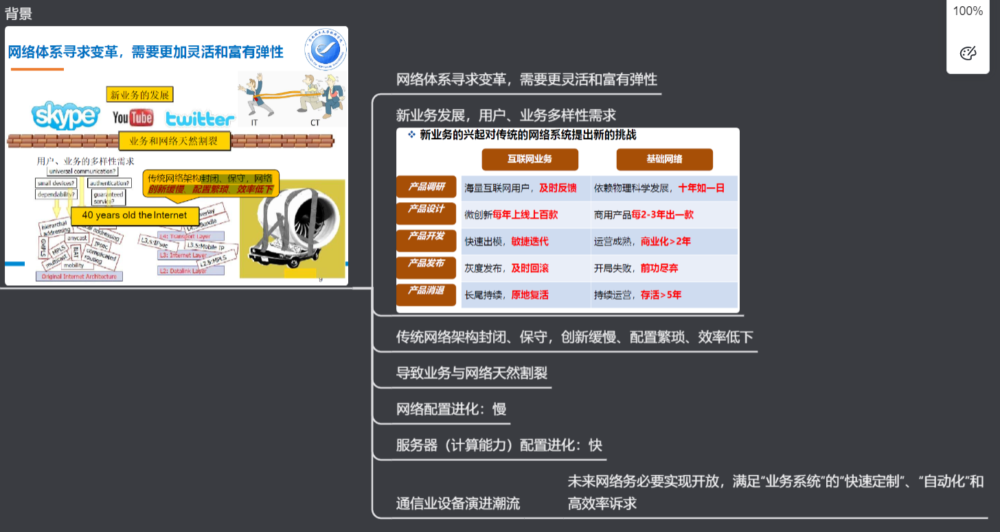 背景
100%
网络体系寻求变革，需要更加灵活和富有弹性
新业务的发展
skype
YouTube
twitter
IT
CT
业务和网络天然割裂
用户、业务的多样性需求
universal communication?
small devices?
authentication?
dependability?
guaranteed
service?
传统网络架构封闭、保守，网络
创新缓慢、配置繁琐、效率低下
40 years old the Internet
hierarchal
addressing
anycast
IPsec
GMPLS
MPLS
NAT
complicated
routing
multicast
mobility
Original Internet Architecture
L4: Transport Layer
L3.5:IPsec
L3.5:Mobile IP
L3: Internet Layer
L2.5:MPLS
L2: Datalink Layer
9
网络体系寻求变革，需要更灵活和富有弹性
新业务发展，用户、业务多样性需求
新业务的兴起对传统的网络系统提出新的挑战
互联网业务
基础网络
产品调研
海量互联网用户，及时反馈
依赖物理科学发展，十年如一日
产品设计
微创新每年上线上百款
商用产品每2-3年出一款
产品开发
快速出模，敏捷迭代
运营成熟，商业化>2年
产品发布
灰度发布，及时回滚
开局失败，前功尽弃
产品消退
长尾持续，原地复活
持续运营，存活>5年
传统网络架构封闭、保守，创新缓慢、配置繁琐、效率低下
导致业务与网络天然割裂
网络配置进化：慢
服务器（计算能力）配置进化：快
通信业设备演进潮流
未来网络务必要实现开放，满足“业务系统”的“快速定制”、“自动化”和
高效率诉求